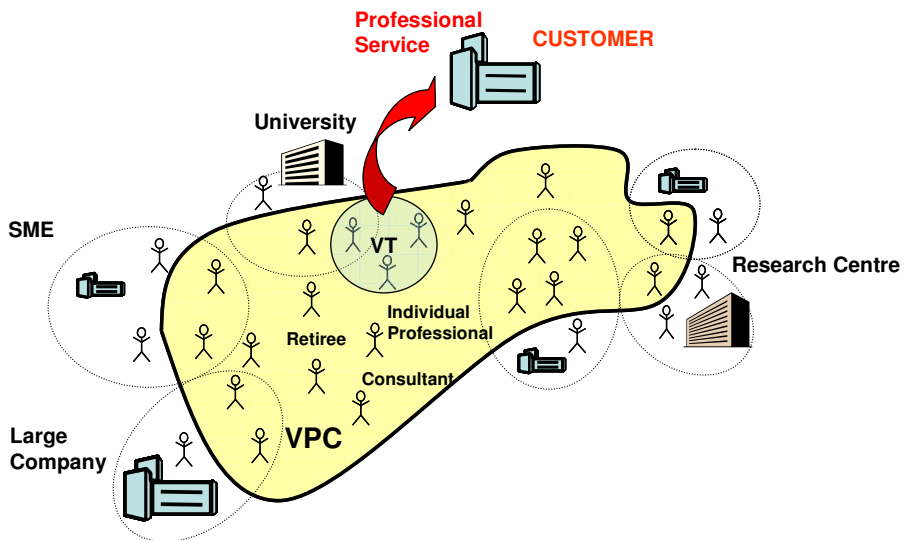 Professional
Service
CUSTOMER
University
SME
VT
Research Centre
Individual
Professional
Retiree
Consultant
VPC
Large
Company